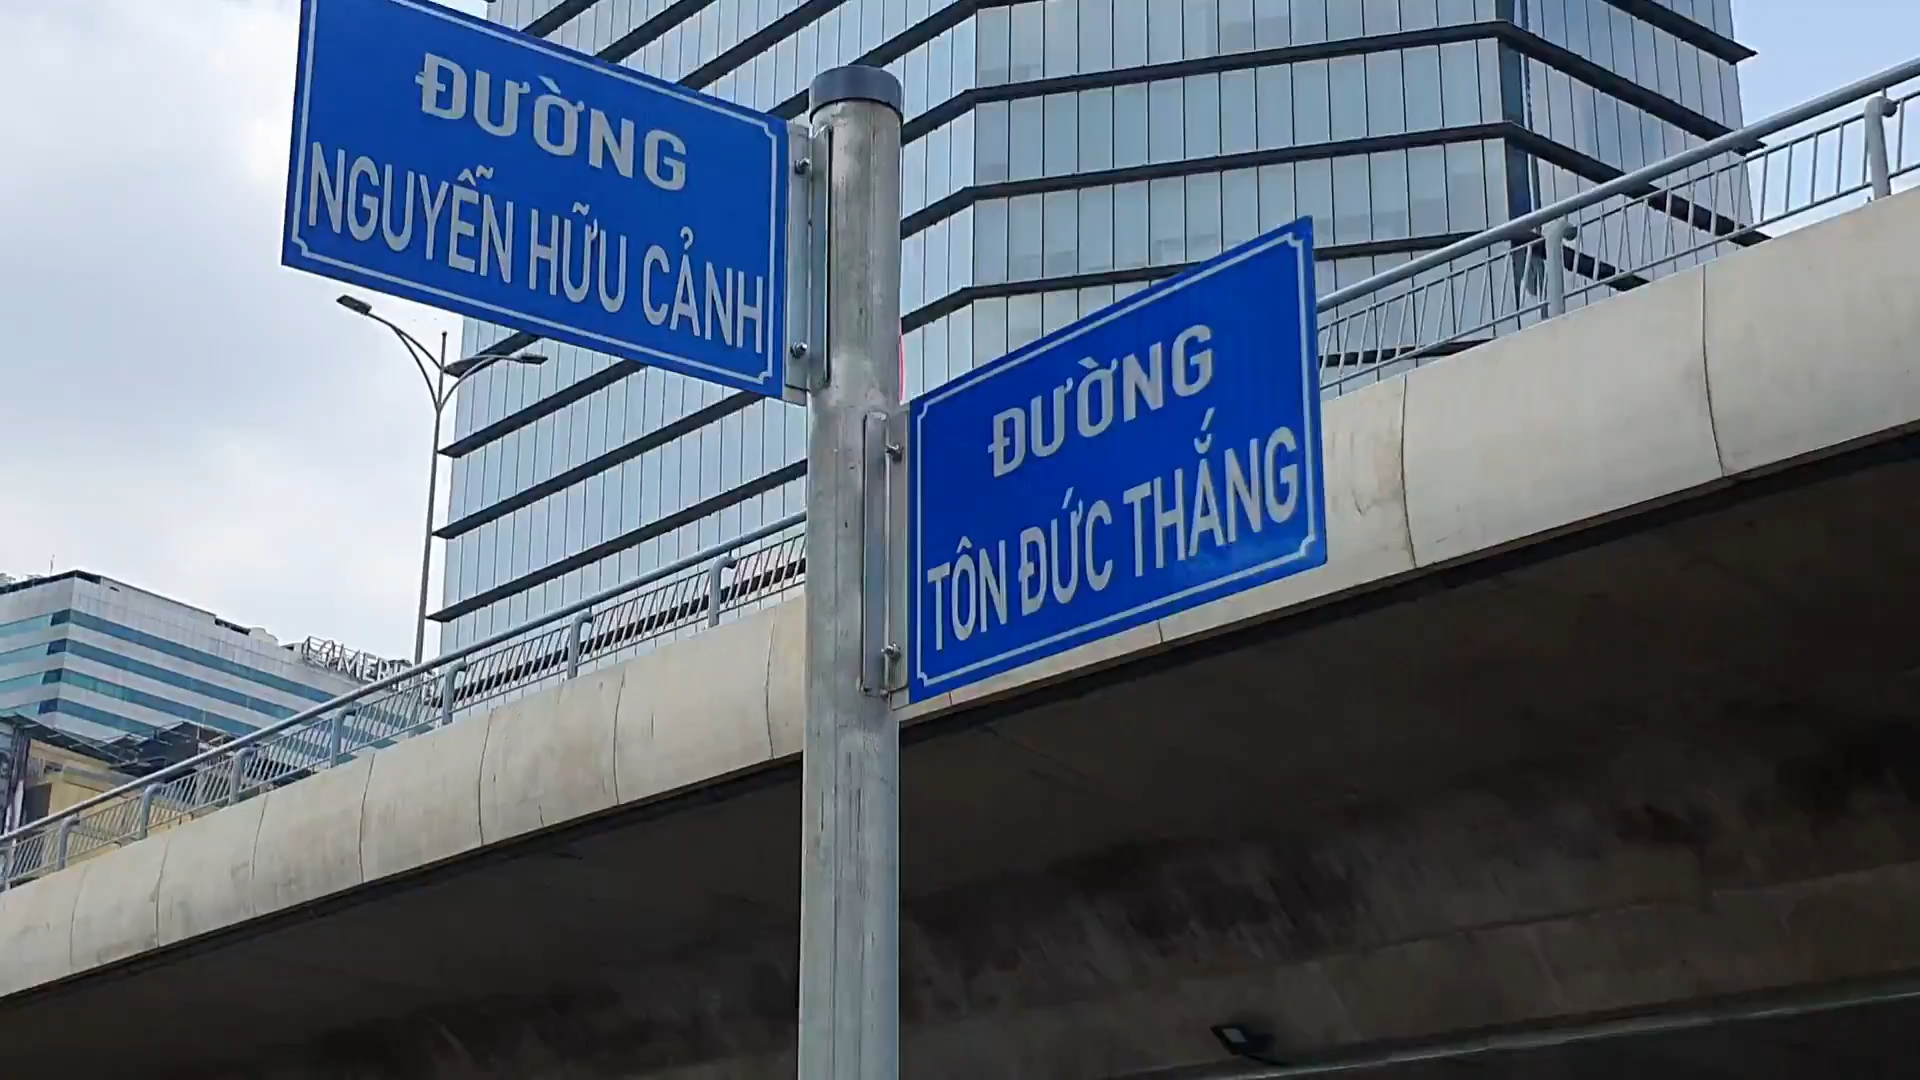 ĐƯỜNG
NGUYỄN HỮU CẢNH
ĐƯỜNG
TÔN ĐỨC THẮNG